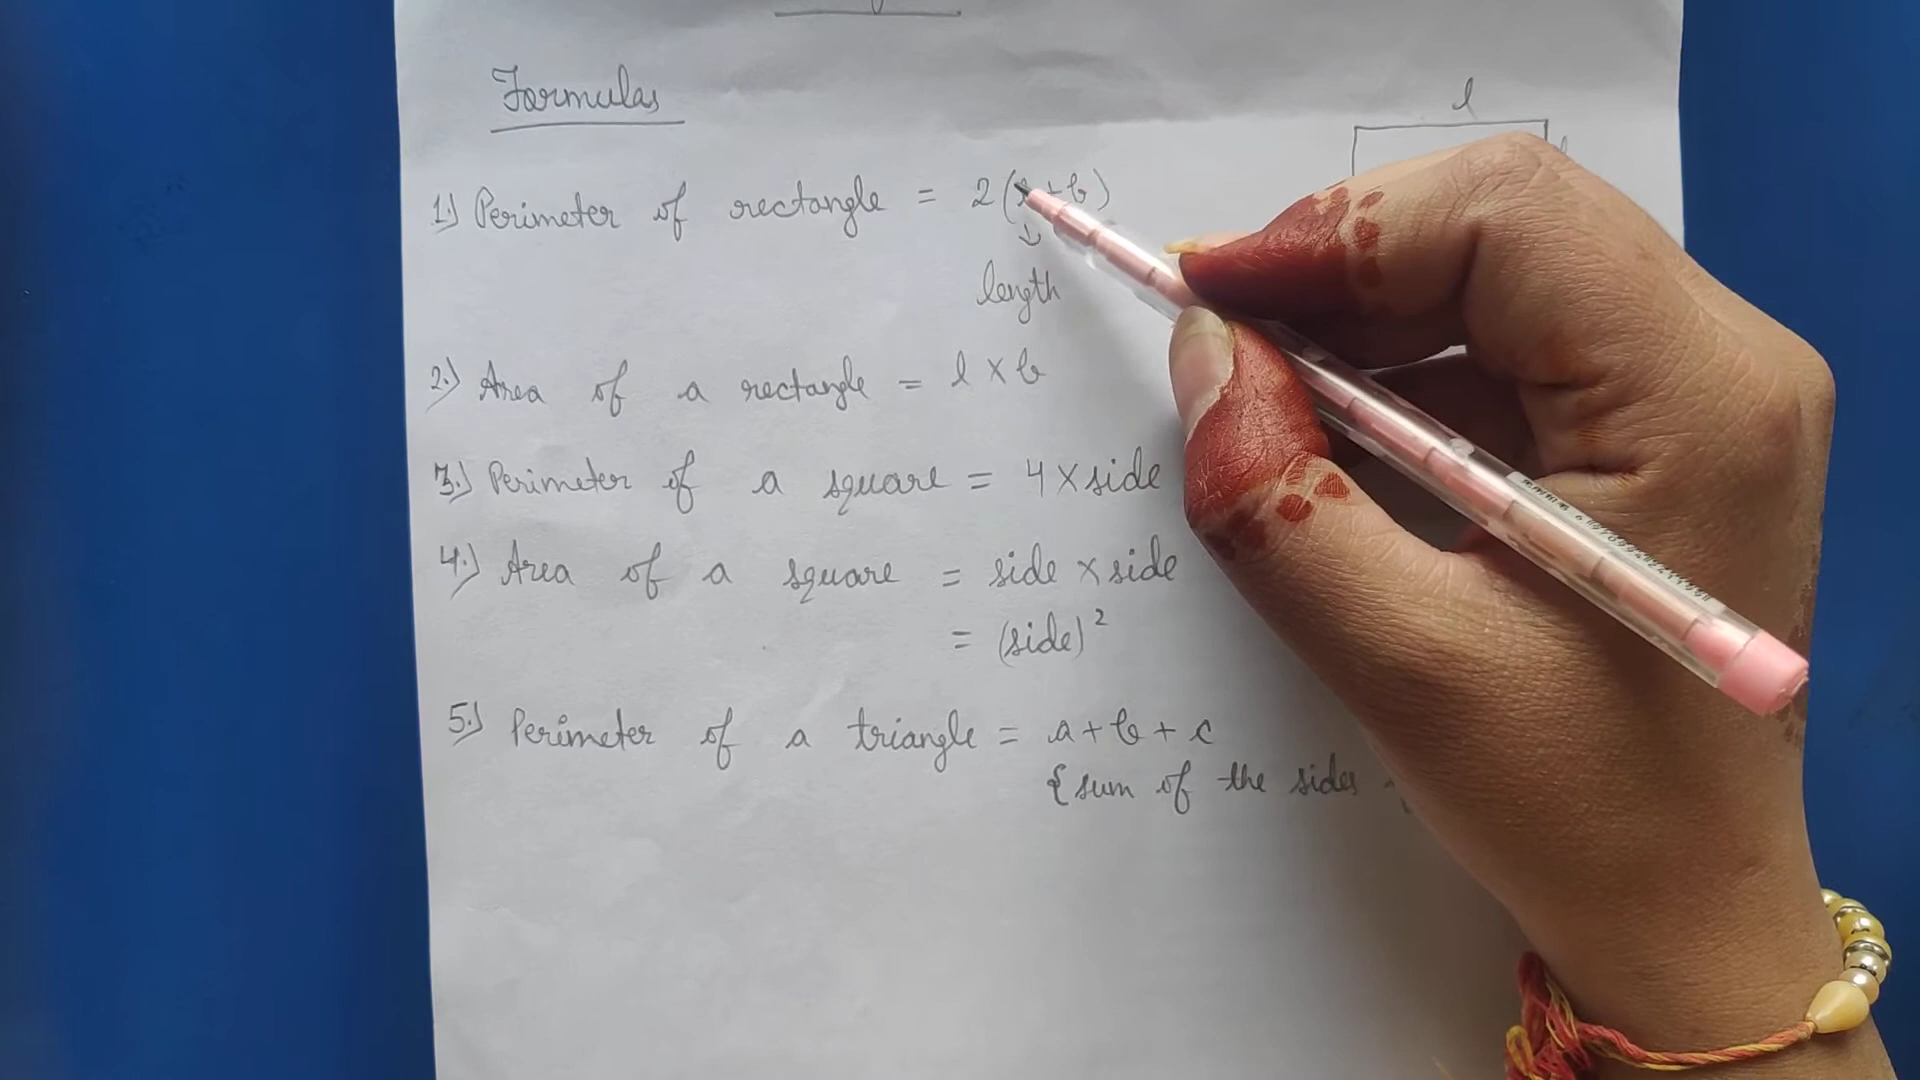 Formulas
l
1.) Perimeter of rectangle = 2(l+b)
length
2.) Area of a rectangle = l × b
3.) Perimeter of a square = 4 × side
4.) Area of a square = side × side
= (side)²
5.) Perimeter of a triangle = a + b + c
{sum of the sides